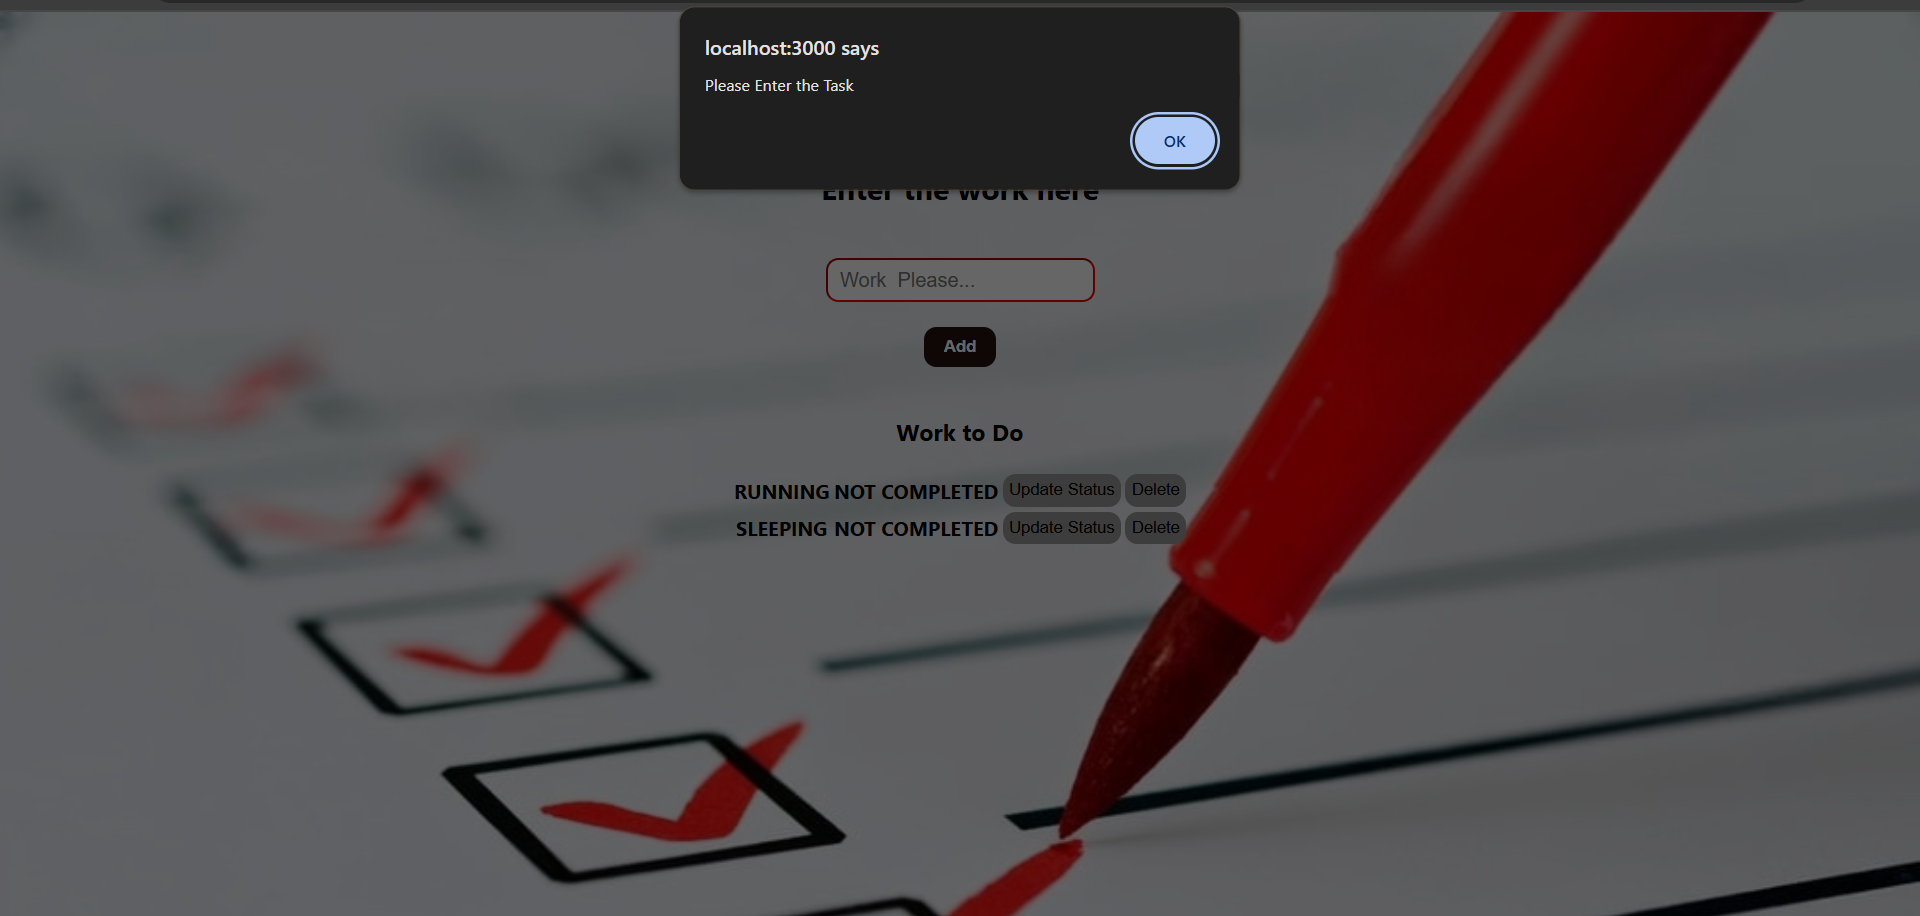 localhost:3000 says
Please Enter the Task
OK
Enter the work here
Work  Please...
Add
Work to Do
RUNNING NOT COMPLETED Update Status Delete
SLEEPING NOT COMPLETED Update Status Delete